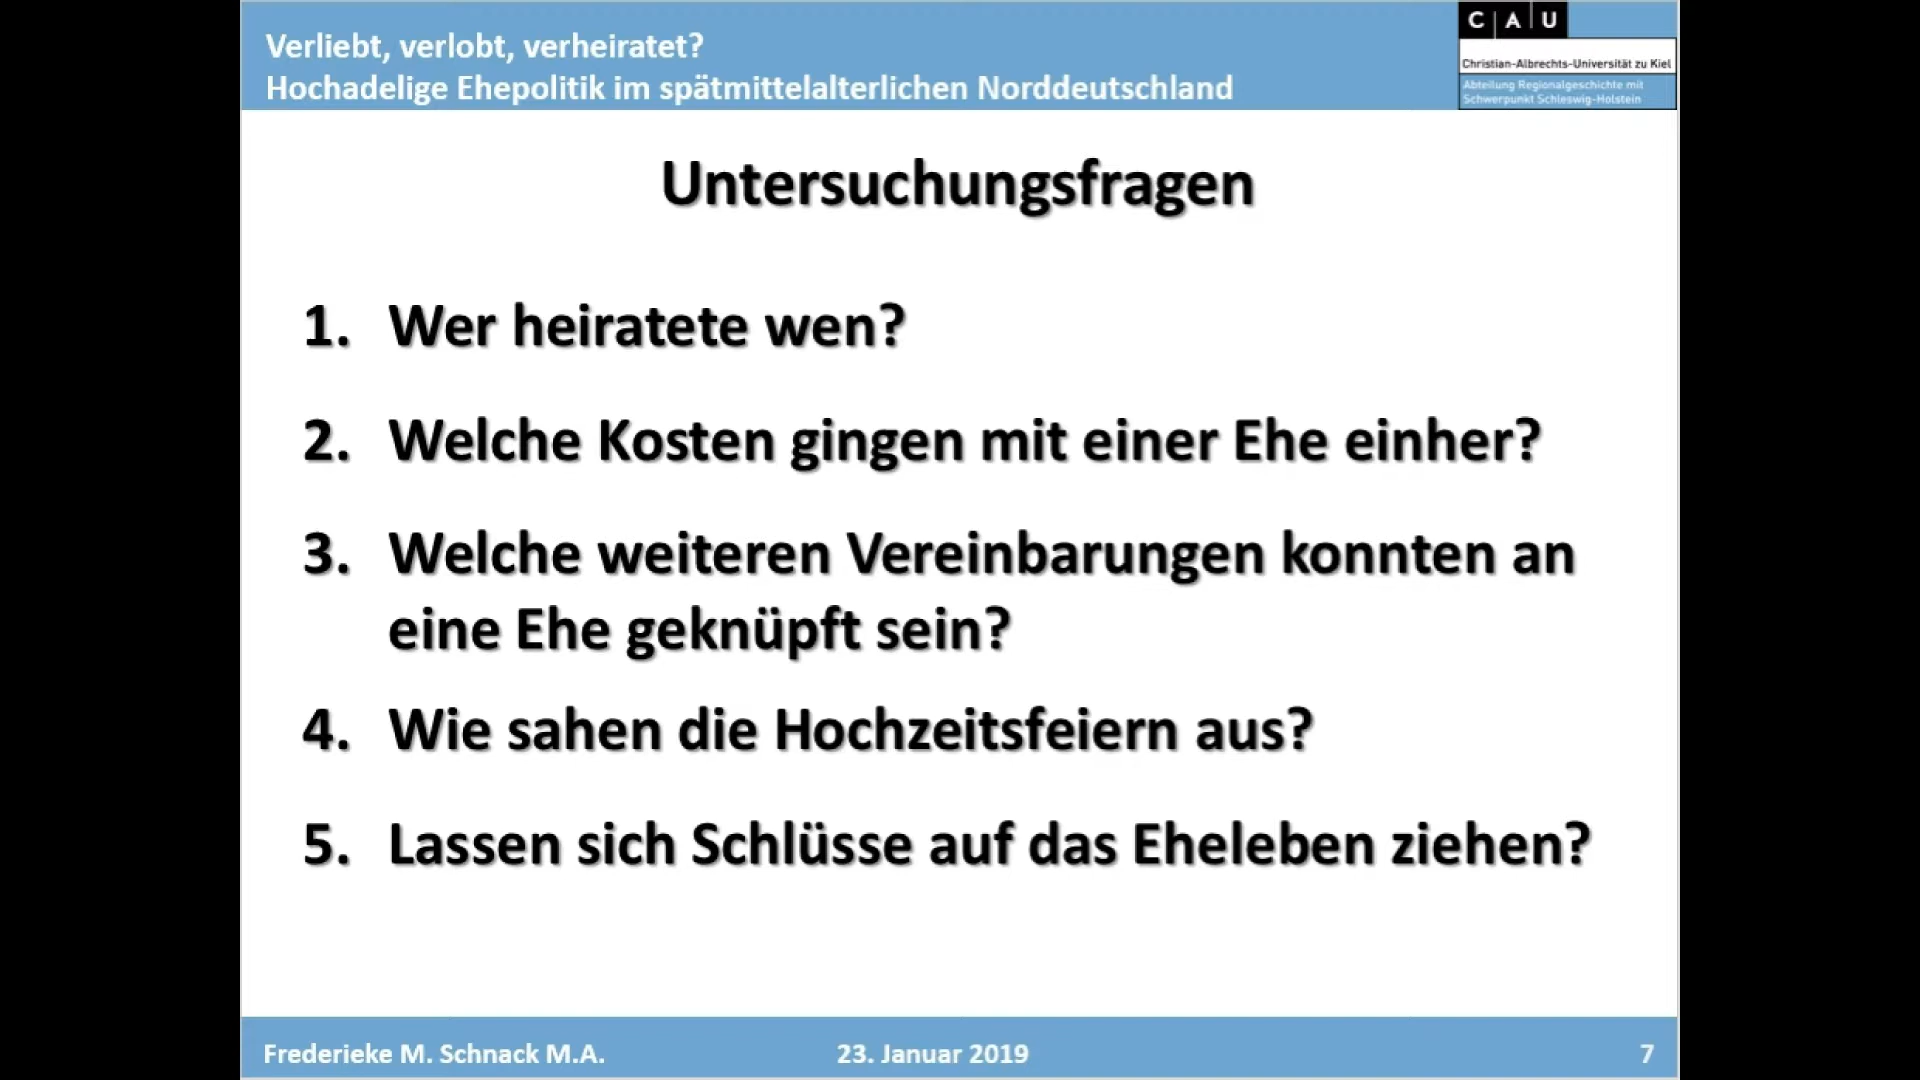 Verliebt, verlobt, verheiratet?
Hochadelige Ehepolitik im spätmittelalterlichen Norddeutschland
C A U
Christian-Albrechts-Universität zu Kiel
Abteilung Regionalgeschichte mit
Schwerpunkt Schleswig-Holstein
Untersuchungsfragen
1. Wer heiratete wen?
2. Welche Kosten gingen mit einer Ehe einher?
3. Welche weiteren Vereinbarungen konnten an
eine Ehe geknüpft sein?
4. Wie sahen die Hochzeitsfeiern aus?
5. Lassen sich Schlüsse auf das Eheleben ziehen?
Frederieke M. Schnack M.A. 23. Januar 2019 7